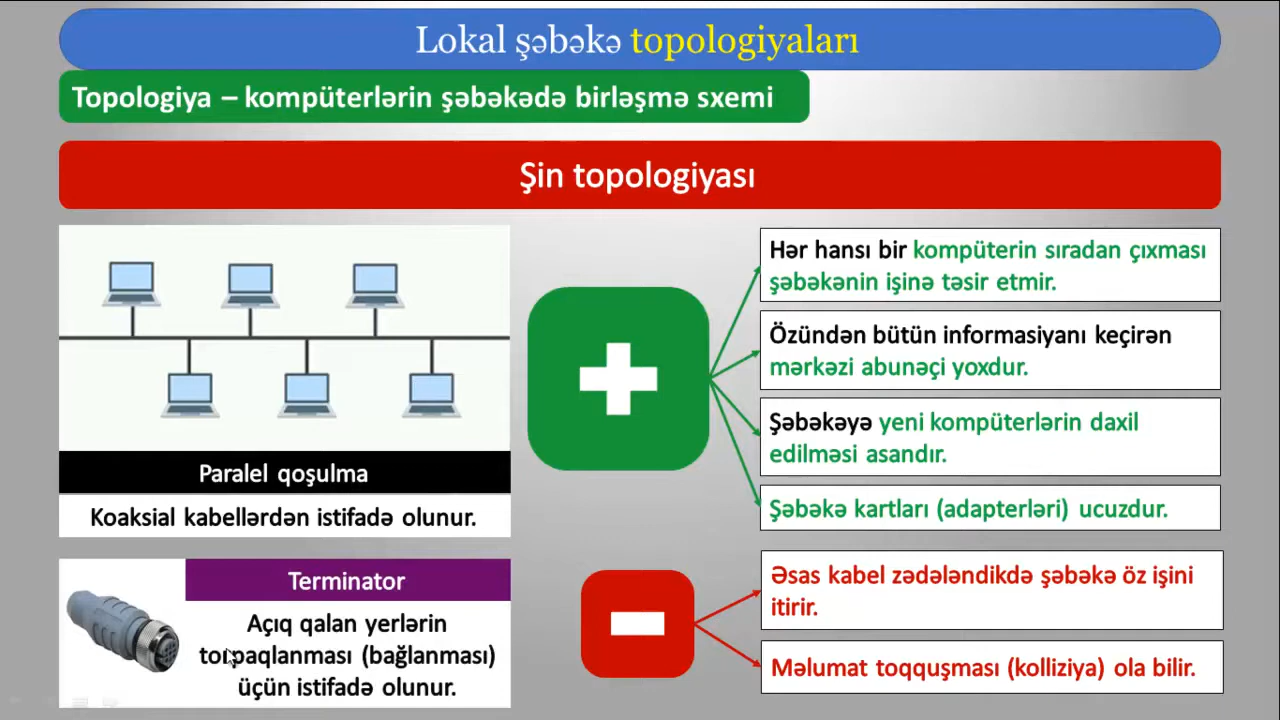 Lokal şəbəkə topologiyaları
Topologiya – kompüterlərin şəbəkədə birləşmə sxemi
Şin topologiyası
Paralel qoşulma
Koaksial kabellərdən istifadə olunur.
Terminator
Açıq qalan yerlərin
torpaqlanması (bağlanması)
üçün istifadə olunur.
Hər hansı bir kompüterin sıradan çıxması
şəbəkənin işinə təsir etmir.
Özündən bütün informasiyanı keçirən
mərkəzi abunəçi yoxdur.
Şəbəkəyə yeni kompüterlərin daxil
edilməsi asandır.
Şəbəkə kartları (adapterləri) ucuzdur.
Əsas kabel zədələndikdə şəbəkə öz işini
itirir.
Məlumat toqquşması (kolliziya) ola bilir.